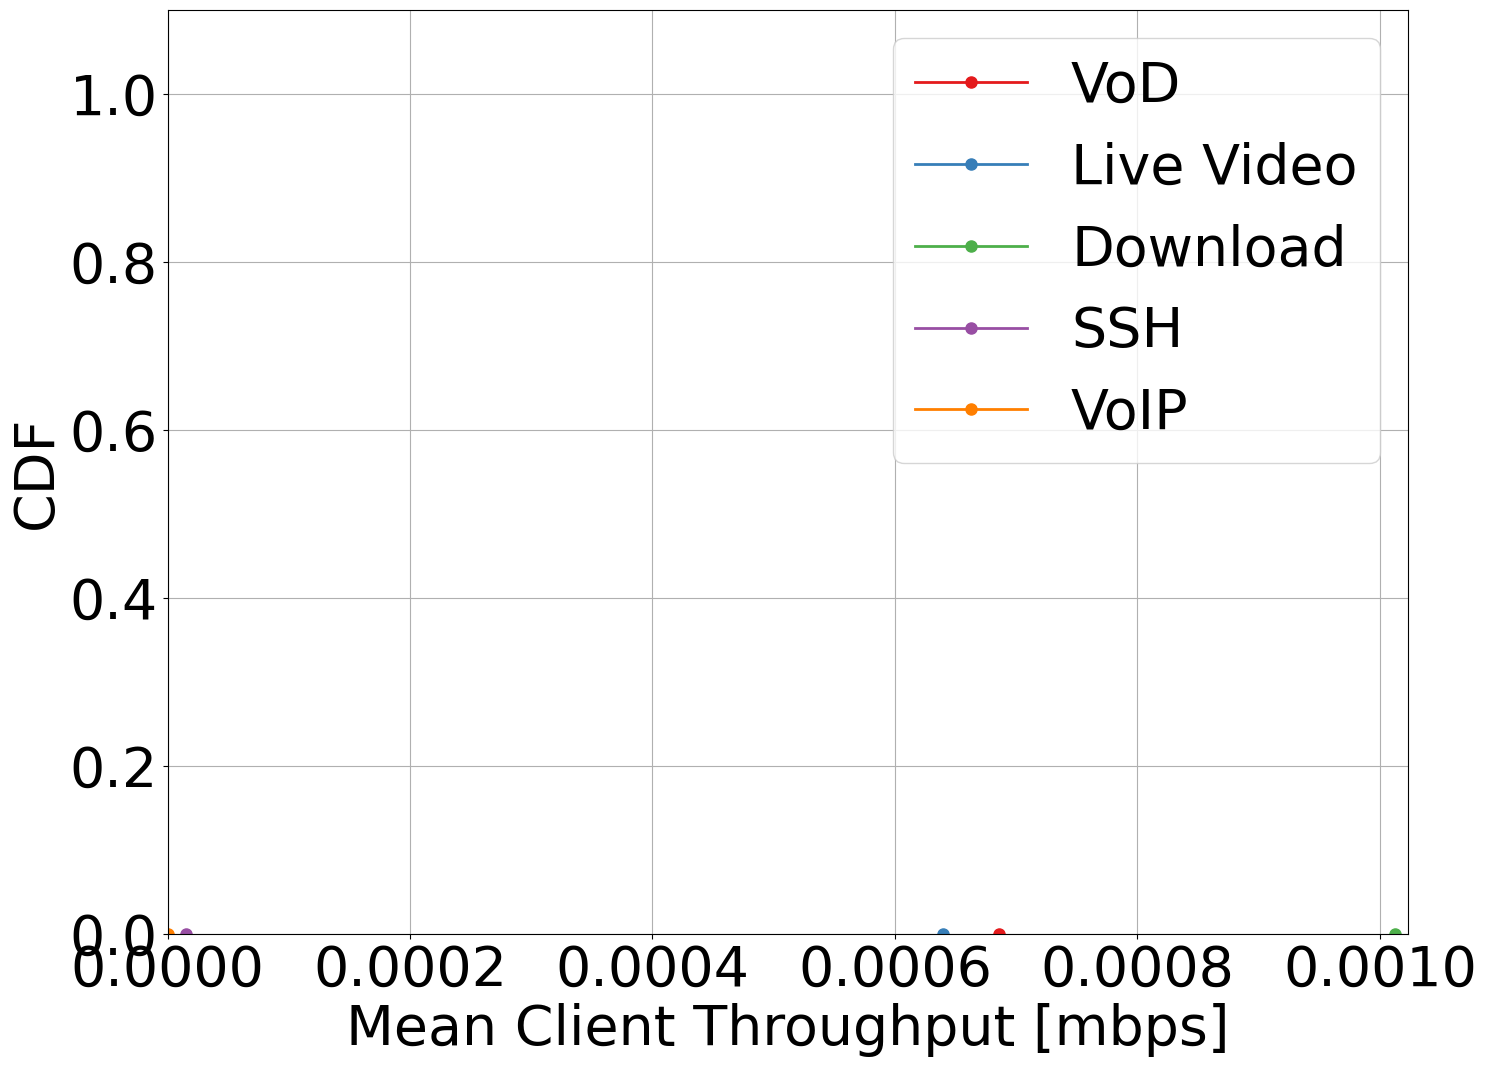 1.0
0.8
0.6
0.4
0.2
0.0
CDF
0.0000 0.0002 0.0004 0.0006 0.0008 0.0010
Mean Client Throughput [mbps]
VoD
Live Video
Download
SSH
VoIP